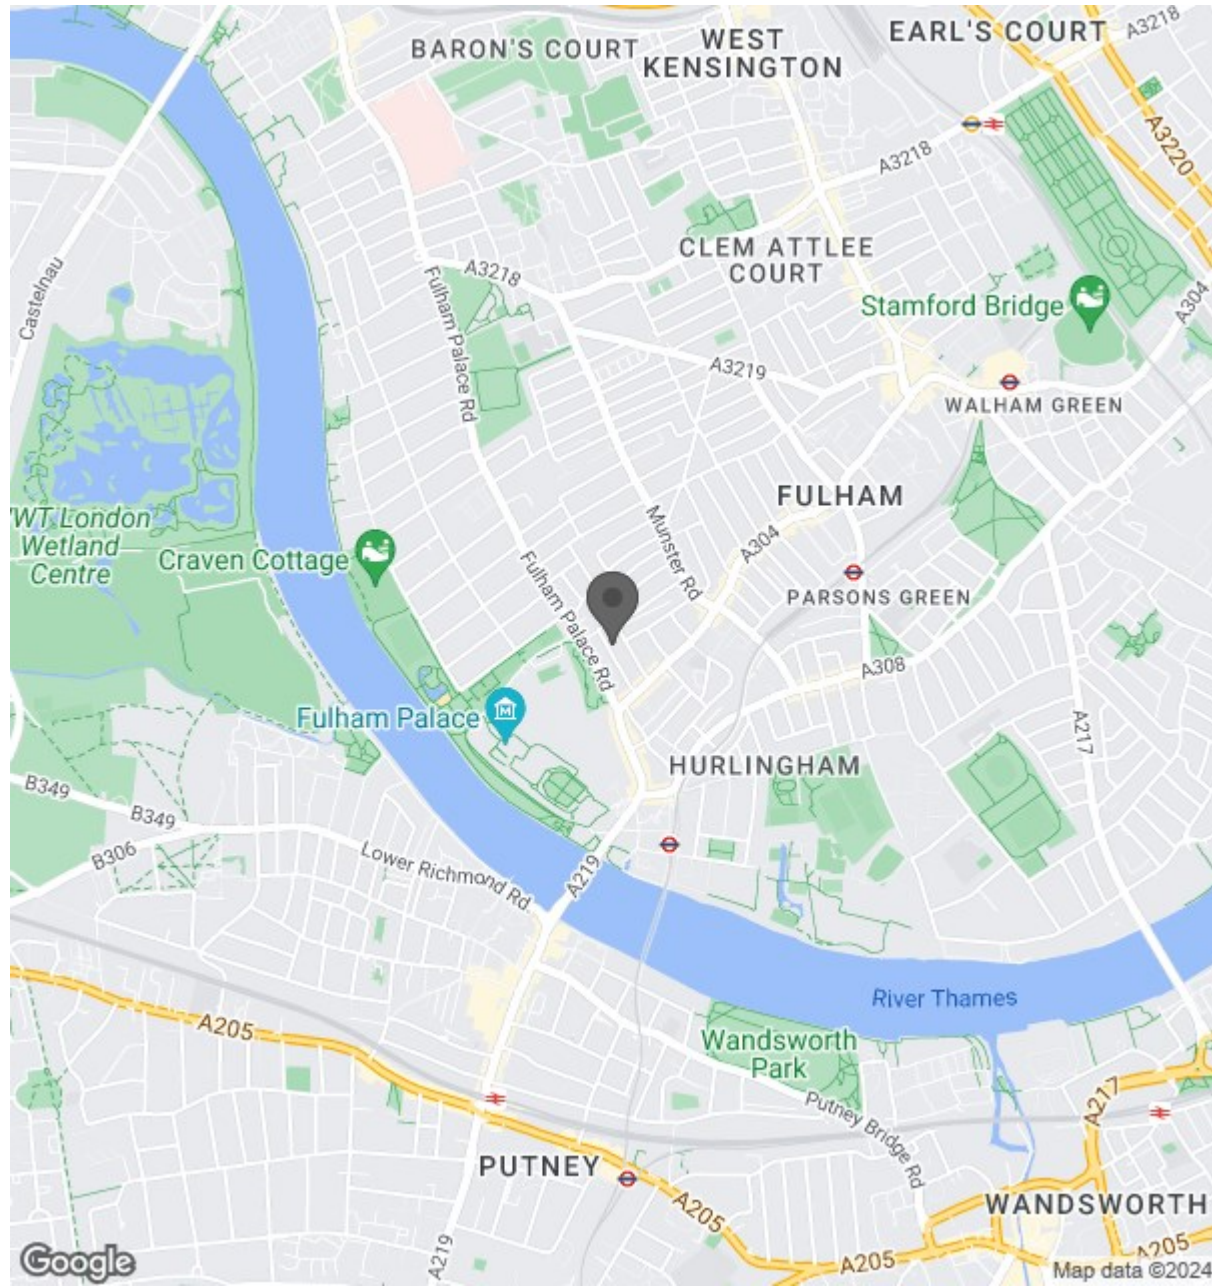 BARON'S COURT
WEST
KENSINGTON
EARL'S COURT
A3218
A3220
A3218
CLEM ATTLEE
COURT
A3218
Castelnau
Fulham Palace Rd
Stamford Bridge
A304
A3219
WALHAM GREEN
FULHAM
WT London
Wetland
Centre
Craven Cottage
Munster Rd
A304
Fulham Palace Rd
PARSONS GREEN
A308
Fulham Palace
A217
HURLINGHAM
B349
B349
B306
Lower Richmond Rd
A219
River Thames
A205
Wandsworth
Park
A217
Putney Bridge Rd
PUTNEY
A205
WANDSWORTH
A219
A205
A205
Google
Map data ©2024